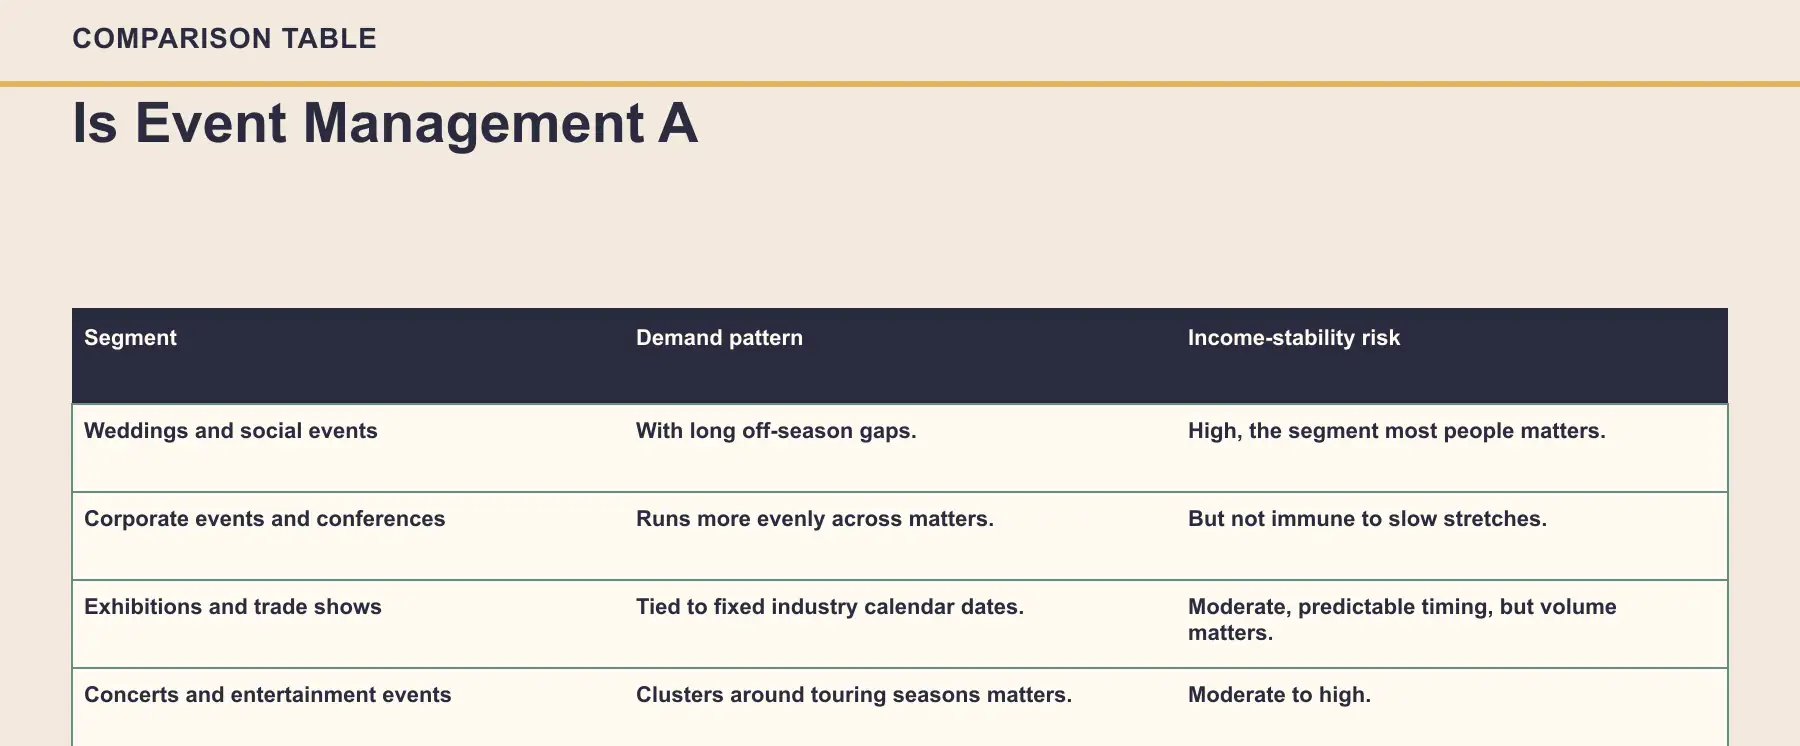 COMPARISON TABLE
Is Event Management A
Segment Demand pattern Income-stability risk
Weddings and social events With long off-season gaps. High, the segment most people matters.
Corporate events and conferences Runs more evenly across matters. But not immune to slow stretches.
Exhibitions and trade shows Tied to fixed industry calendar dates. Moderate, predictable timing, but volume
matters.
Concerts and entertainment events Clusters around touring seasons matters. Moderate to high.